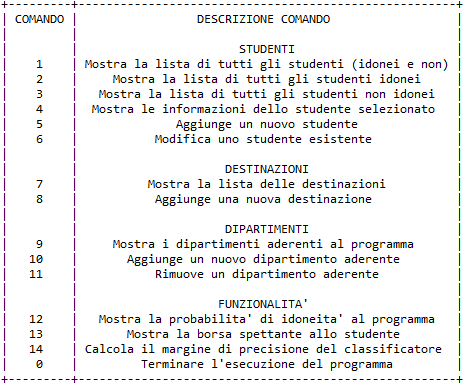 COMANDO | DESCRIZIONE COMANDO
STUDENTI
1 | Mostra la lista di tutti gli studenti (idonei e non)
2 | Mostra la lista di tutti gli studenti idonei
3 | Mostra la lista di tutti gli studenti non idonei
4 | Mostra le informazioni dello studente selezionato
5 | Aggiunge un nuovo studente
6 | Modifica uno studente esistente
DESTINAZIONI
7 | Mostra la lista delle destinazioni
8 | Aggiunge una nuova destinazione
DIPARTIMENTI
9 | Mostra i dipartimenti aderenti al programma
10 | Aggiunge un nuovo dipartimento aderente
11 | Rimuove un dipartimento aderente
FUNZIONALITA'
12 | Mostra la probabilita' di idoneita' al programma
13 | Mostra la borsa spettante allo studente
14 | Calcola il margine di precisione del classificatore
0 | Terminare l'esecuzione del programma